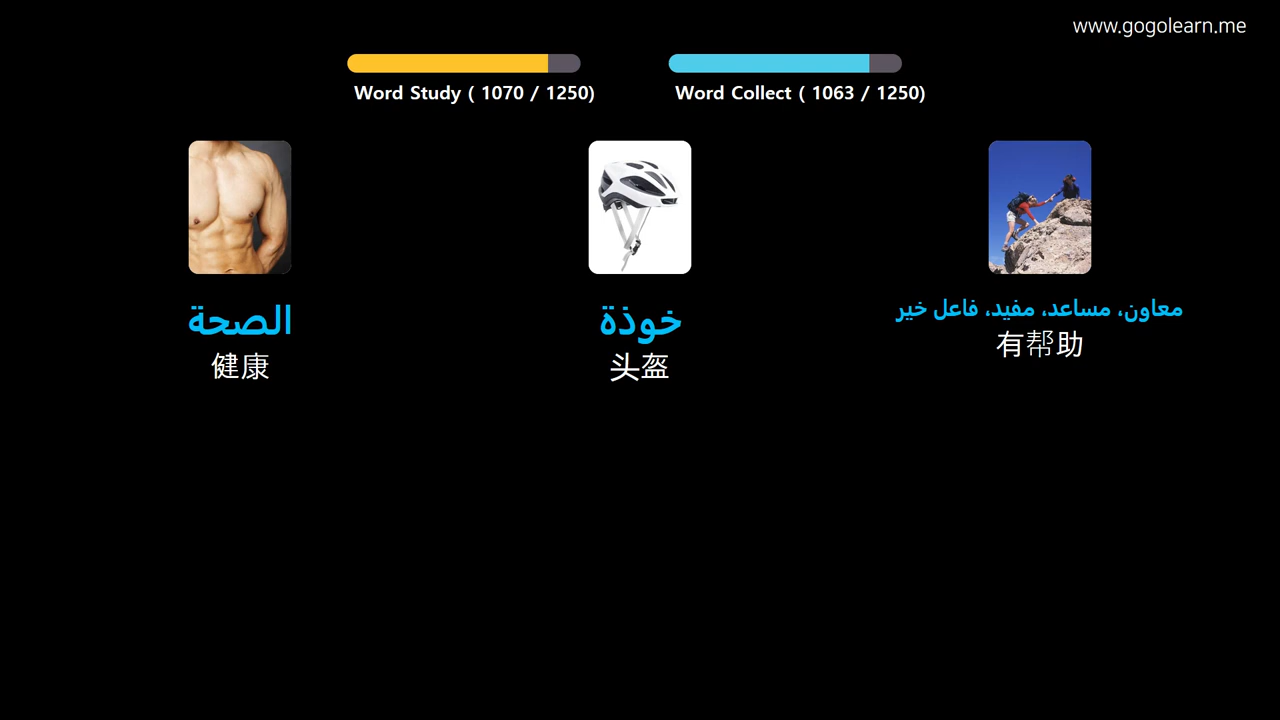 www.gogolearn.me
Word Study ( 1070 / 1250)
Word Collect ( 1063 / 1250)
الصحة
健康
خوذة
头盔
معاون، مساعد، مفيد، فاعل خير
有帮助